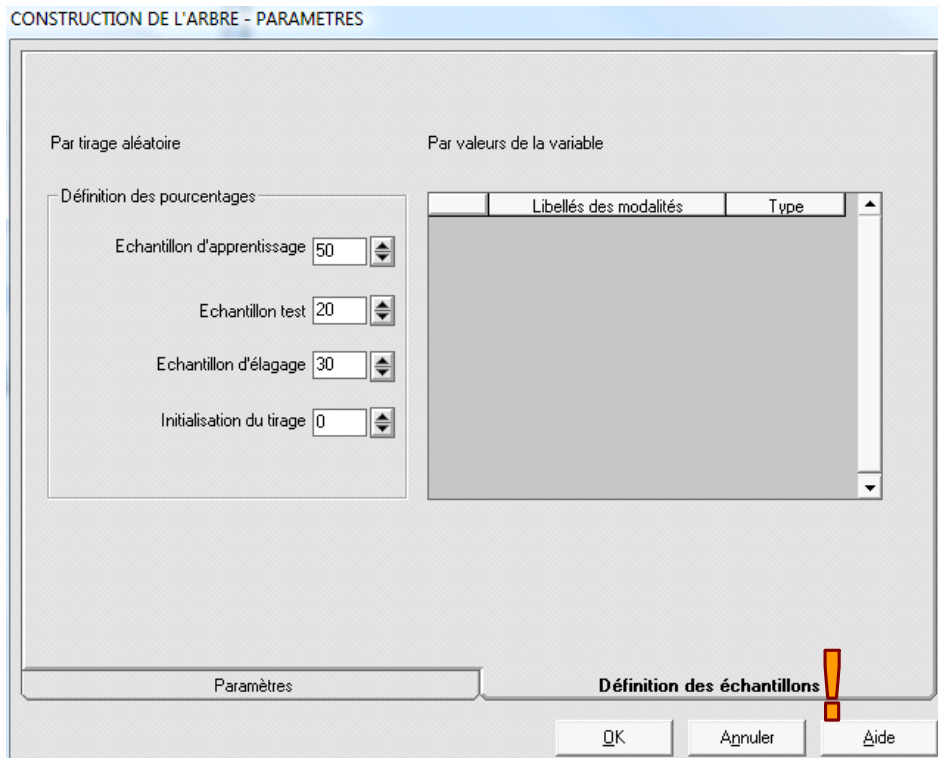 CONSTRUCTION DE L'ARBRE - PARAMETRES
Par tirage aléatoire
Définition des pourcentages
Echantillon d'apprentissage 50
Echantillon test 20
Echantillon d'élagage 30
Initialisation du tirage 0
Par valeurs de la variable
Libellés des modalités Type
Paramètres
Définition des échantillons
!
OK Annuler Aide